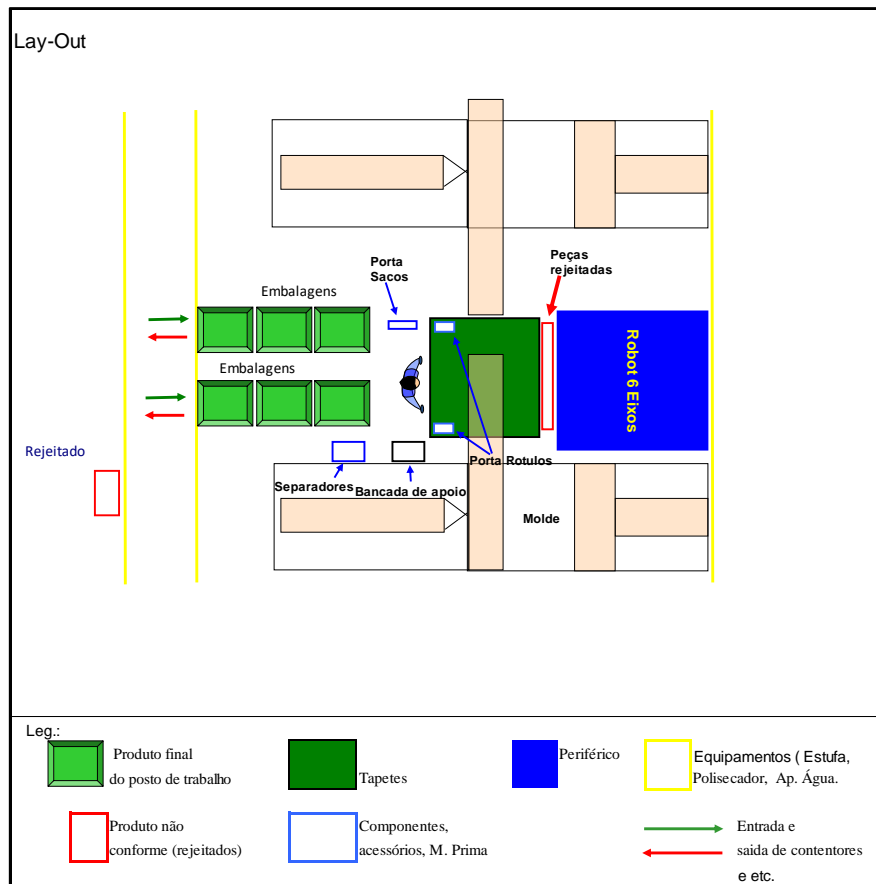 Lay-Out
Porta
Sacos
Peças
rejeitadas
Embalagens
Robot 6 Eixos
Embalagens
Rejeitado
Porta Rotulos
Separadores
Bancada de apoio
Molde
Leg.:
Produto final
do posto de trabalho
Tapetes
Periférico
Equipamentos ( Estufa,
Polisecador, Ap. Água.
Produto não
conforme (rejeitados)
Componentes,
acessórios, M. Prima
Entrada e
saida de contentores
e etc.